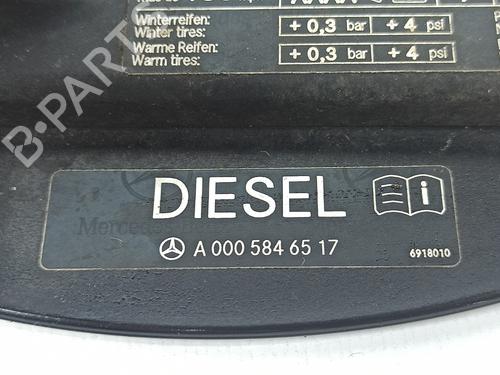 Winterreifen:
Winter tires:
+ 0,3 bar
+ 4 psi
Warme Reifen:
Warm tires:
+ 0,3 bar
+ 4 psi
B-PARTS
DIESEL
i
A 000 584 65 17
6918010